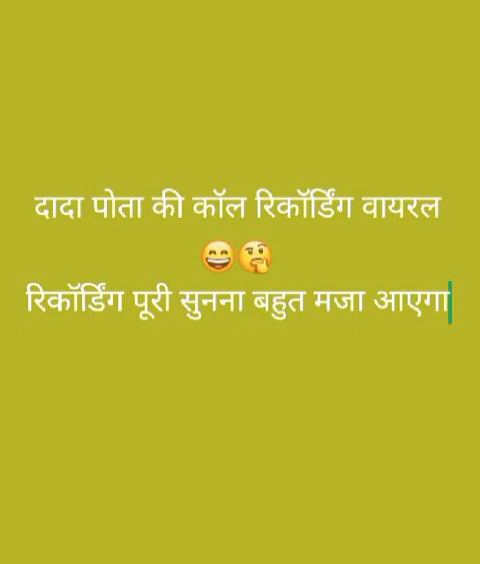 दादा पोता की कॉल रिकॉर्डिंग वायरल
😄🤔
रिकॉर्डिंग पूरी सुनना बहुत मजा आएगा